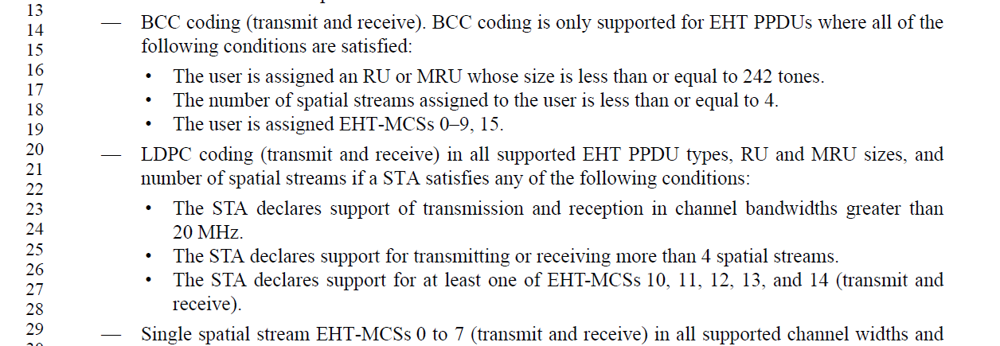 13
14 — BCC coding (transmit and receive). BCC coding is only supported for EHT PPDUs where all of the
15 following conditions are satisfied:
16 • The user is assigned an RU or MRU whose size is less than or equal to 242 tones.
17
18 • The number of spatial streams assigned to the user is less than or equal to 4.
19 • The user is assigned EHT-MCSs 0–9, 15.
20 — LDPC coding (transmit and receive) in all supported EHT PPDU types, RU and MRU sizes, and
21
22 number of spatial streams if a STA satisfies any of the following conditions:
23 • The STA declares support of transmission and reception in channel bandwidths greater than
24 20 MHz.
25 • The STA declares support for transmitting or receiving more than 4 spatial streams.
26
27 • The STA declares support for at least one of EHT-MCSs 10, 11, 12, 13, and 14 (transmit and
28 receive).
29 — Single spatial stream EHT-MCSs 0 to 7 (transmit and receive) in all supported channel widths and